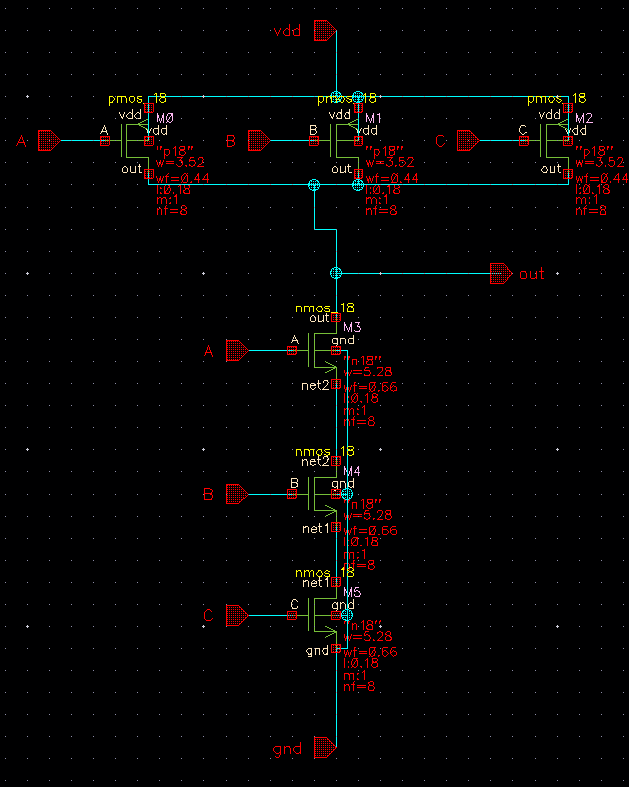 vdd
pmos_18
pmos_18
pmos_18
vdd
M0
vdd
M1
vdd
M2
A
A
dd
B
B
dd
C
C
dd
out
"p18"
w=3.52
wf=0.44
l:0.18
m:1
nf=8
out
"p18"
w=3.52
wf=0.44
l:0.18
m:1
nf=8
out
"p18"
w=3.52
wf=0.44
l:0.18
m:1
nf=8
out
nmos_18
out
M3
A
A
gnd
"n18"
w=5.28
wf=0.66
l:0.18
m:1
nf=8
net2
nmos_18
net2
M4
B
B
gnd
"n18"
w=5.28
wf=0.66
l:0.18
m:1
nf=8
net1
nmos_18
net1
M5
C
C
gnd
"n18"
w=5.28
wf=0.66
l:0.18
m:1
nf=8
gnd
gnd